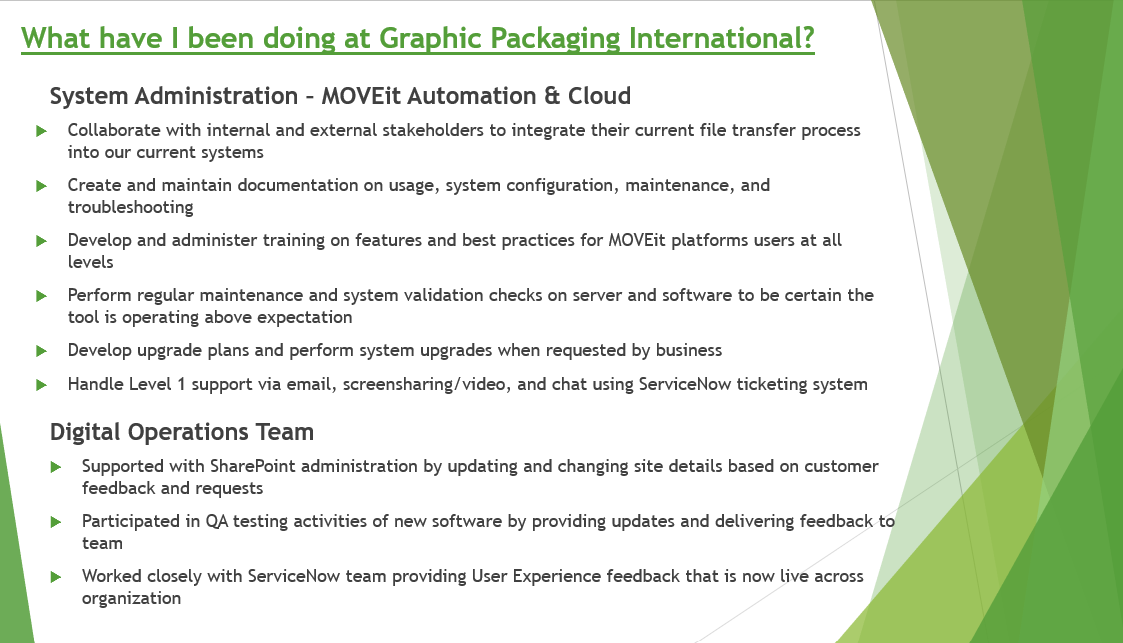 What have I been doing at Graphic Packaging International?
System Administration – MOVEit Automation & Cloud
Collaborate with internal and external stakeholders to integrate their current file transfer process
into our current systems
Create and maintain documentation on usage, system configuration, maintenance, and
troubleshooting
Develop and administer training on features and best practices for MOVEit platforms users at all
levels
Perform regular maintenance and system validation checks on server and software to be certain the
tool is operating above expectation
Develop upgrade plans and perform system upgrades when requested by business
Handle Level 1 support via email, screensharing/video, and chat using ServiceNow ticketing system
Digital Operations Team
Supported with SharePoint administration by updating and changing site details based on customer
feedback and requests
Participated in QA testing activities of new software by providing updates and delivering feedback to
team
Worked closely with ServiceNow team providing User Experience feedback that is now live across
organization